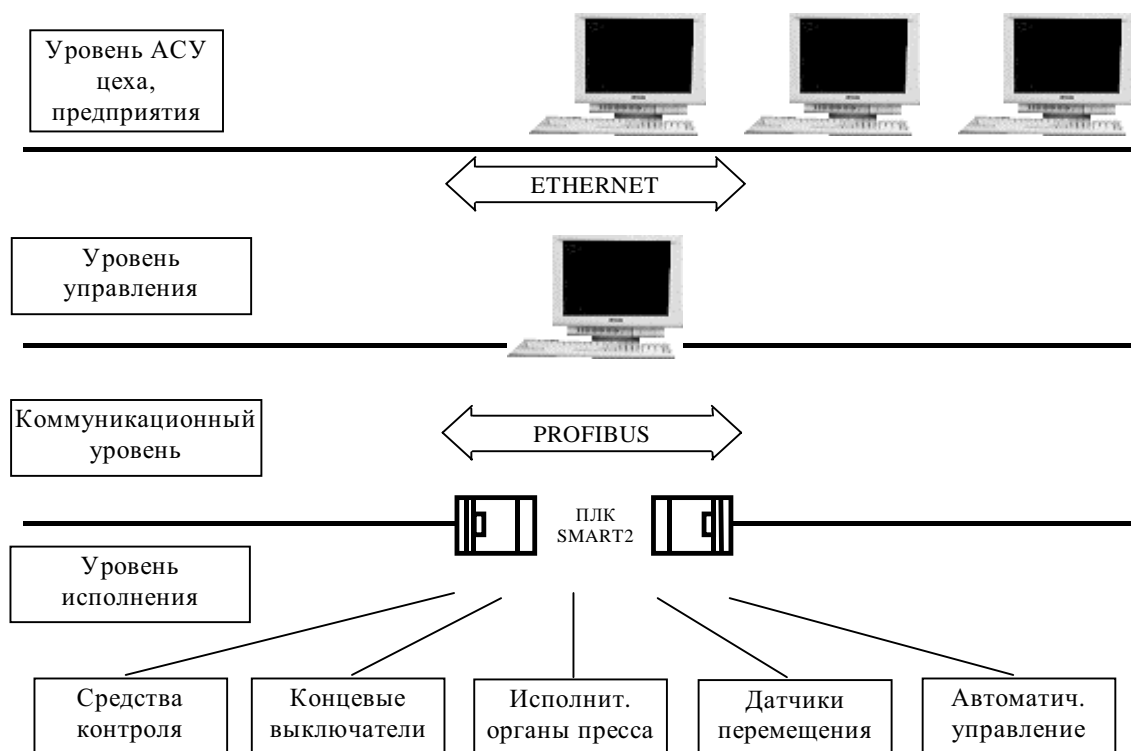 Уровень АСУ
цеха,
предприятия
ETHERNET
Уровень
управления
Коммуникационный
уровень
PROFIBUS
ПЛК
SMART2
Уровень
исполнения
Средства
контроля
Концевые
выключатели
Исполнит.
органы пресса
Датчики
перемещения
Автоматич.
управление